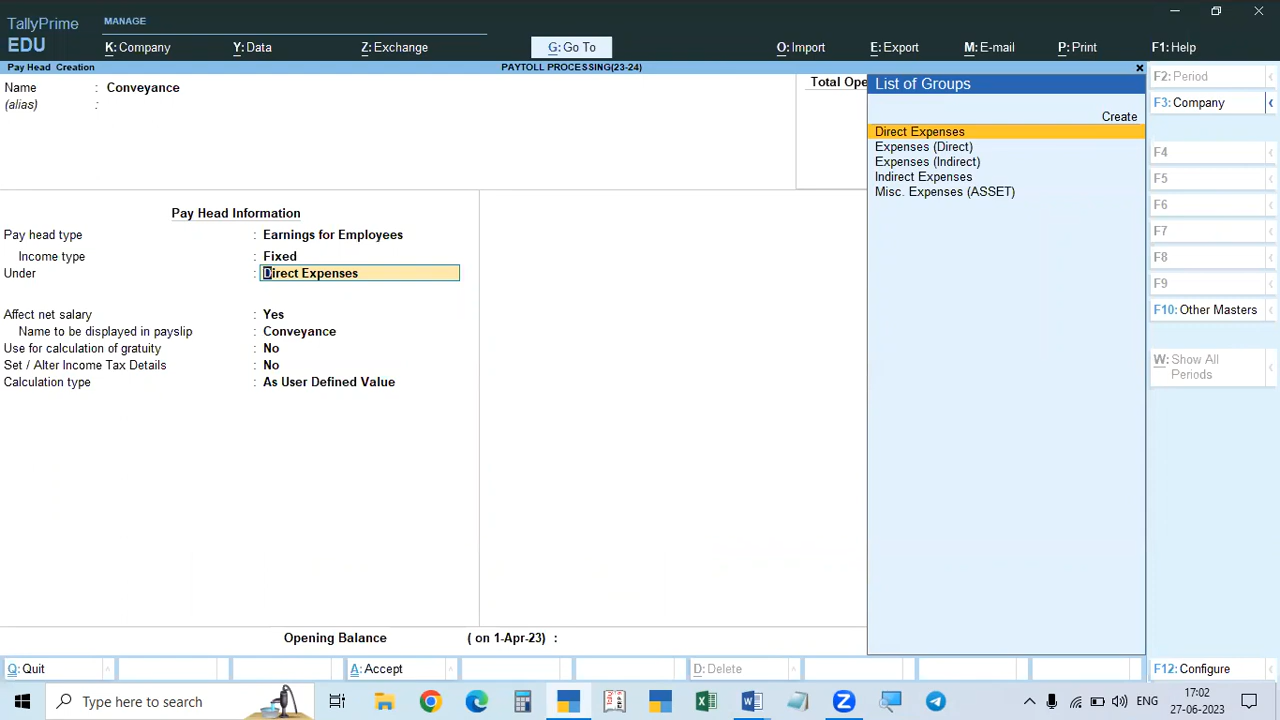 TallyPrime
EDU
MANAGE
K: Company
Y: Data
Z: Exchange
G: Go To
O: Import
E: Export
M: E-mail
P: Print
F1: Help
Pay Head Creation
PAYTOLL PROCESSING(23-24)
Name : Conveyance
(alias) :
Total Ope
List of Groups
Create
Direct Expenses
Expenses (Direct)
Expenses (Indirect)
Indirect Expenses
Misc. Expenses (ASSET)
Pay Head Information
Pay head type : Earnings for Employees
Income type : Fixed
Under : Direct Expenses
Affect net salary : Yes
Name to be displayed in payslip : Conveyance
Use for calculation of gratuity : No
Set / Alter Income Tax Details : No
Calculation type : As User Defined Value
Opening Balance ( on 1-Apr-23) :
F2: Period
F3: Company
F4
F5
F6
F7
F8
F9
F10: Other Masters
W: Show All
Periods
Q: Quit
A: Accept
D: Delete
F12: Configure
Type here to search
ENG
17:02
27-06-2023